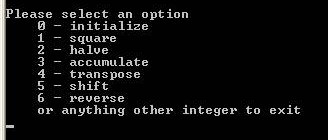 Please select an option
0 - initialize
1 - square
2 - halve
3 - accumulate
4 - transpose
5 - shift
6 - reverse
or anything other integer to exit